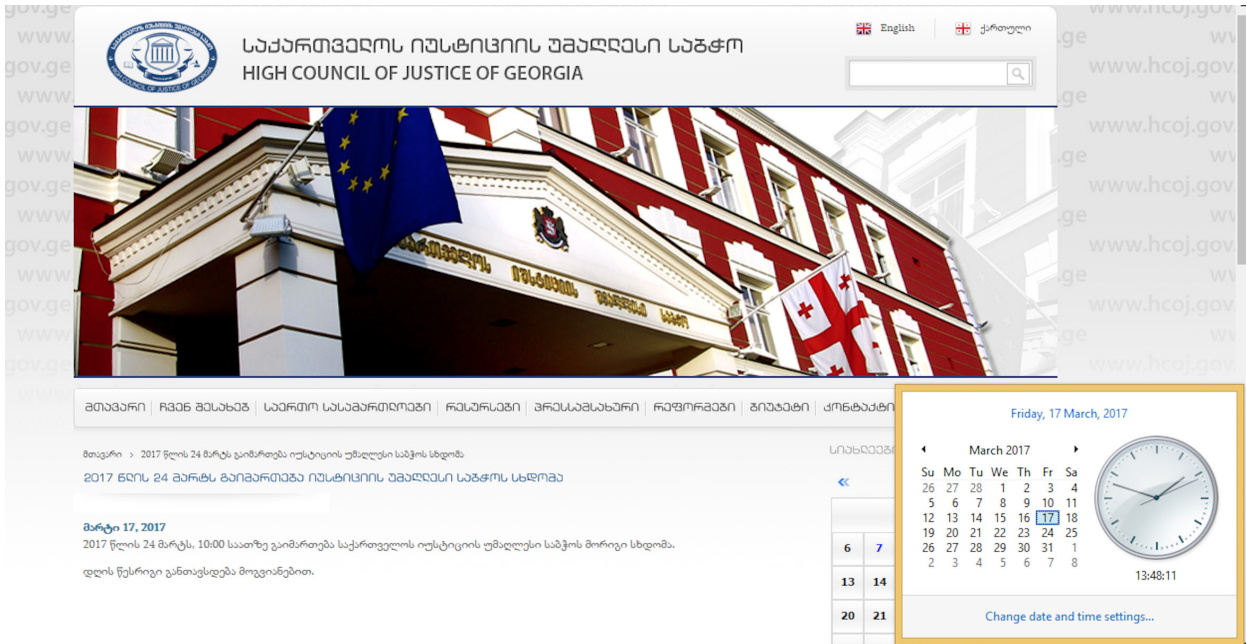 English
ქართული
ᲡᲐᲥᲐᲠᲗᲕᲔᲚᲝᲡ ᲘᲣᲡᲢᲘᲪᲘᲘᲡ ᲣᲛᲐᲦᲚᲔᲡᲘ ᲡᲐᲑᲭᲝ
HIGH COUNCIL OF JUSTICE OF GEORGIA
www.hcoj.gov.ge
ᲛᲗᲐᲕᲐᲠᲘ | ᲩᲕᲔᲜ ᲨᲔᲡᲐᲮᲔᲑ | ᲡᲐᲔᲠᲗᲝ ᲡᲐᲡᲐᲛᲐᲠᲗᲚᲝᲔᲑᲘ | ᲠᲔᲡᲣᲠᲡᲔᲑᲘ | ᲞᲠᲔᲡᲡᲐᲛᲡᲐᲮᲣᲠᲘ | ᲠᲔᲤᲝᲠᲛᲔᲑᲘ | ᲑᲘᲣᲯᲔᲢᲘ | ᲙᲝᲜᲢᲐᲥᲢᲘ
მთავარი > 2017 წლის 24 მარტს გაიმართება იუსტიციის უმაღლესი საბჭოს სხდომა
2017 ᲬᲚᲘᲡ 24 ᲛᲐᲠᲢᲡ ᲒᲐᲘᲛᲐᲠᲗᲔᲑᲐ ᲘᲣᲡᲢᲘᲪᲘᲘᲡ ᲣᲛᲐᲦᲚᲔᲡᲘ ᲡᲐᲑᲭᲝᲡ ᲡᲮᲓᲝᲛᲐ
მარტი 17, 2017
2017 წლის 24 მარტს, 10:00 საათზე გაიმართება საქართველოს იუსტიციის უმაღლესი საბჭოს მორიგი სხდომა.
დღის წესრიგი განთავსდება მოგვიანებით.
6 7
13 14
20 21
Friday, 17 March, 2017
March 2017
Su Mo Tu We Th Fr Sa
26 27 28 1 2 3 4
5 6 7 8 9 10 11
12 13 14 15 16 17 18
19 20 21 22 23 24 25
26 27 28 29 30 31 1
2 3 4 5 6 7 8
13:48:11
Change date and time settings...